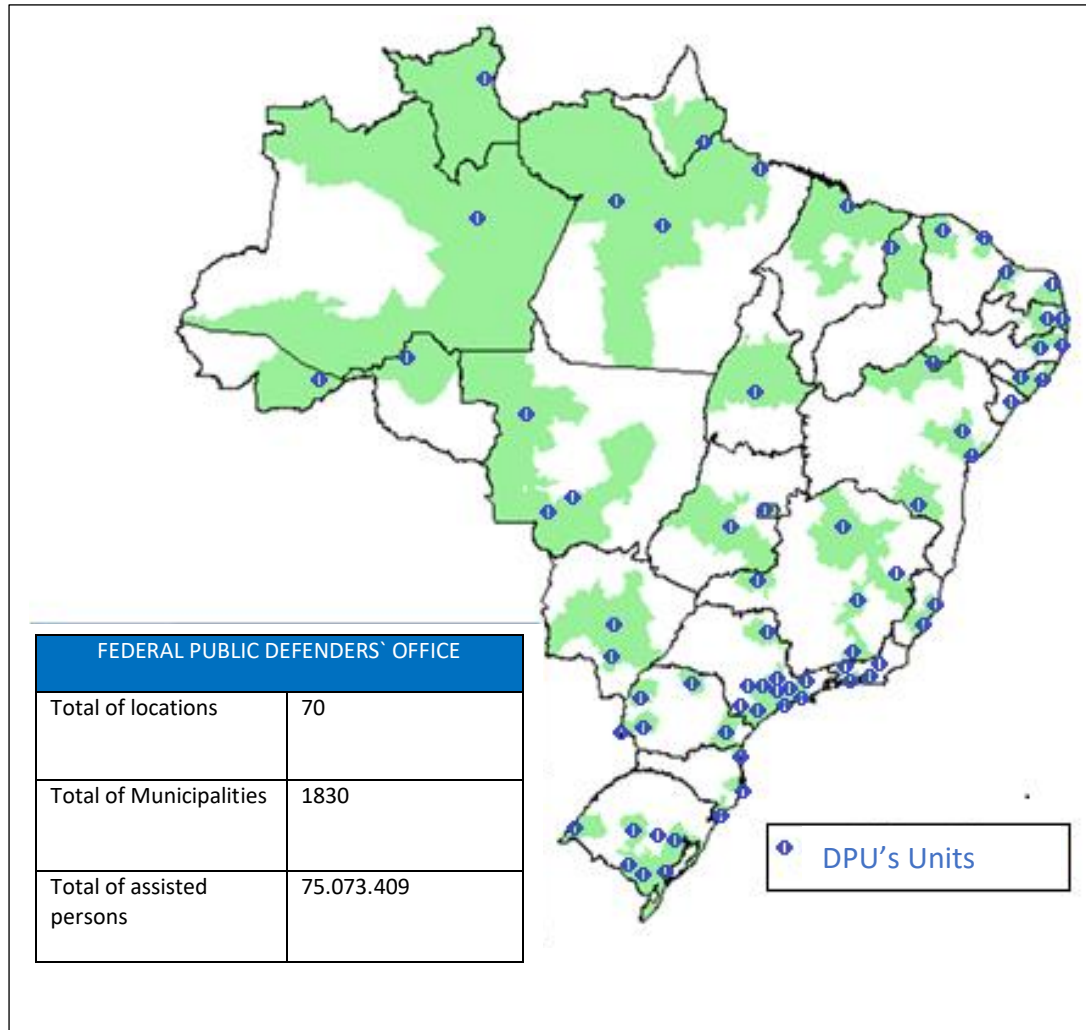 FEDERAL PUBLIC DEFENDERS` OFFICE
Total of locations
70
Total of Municipalities
1830
Total of assisted
persons
75.073.409
DPU's Units